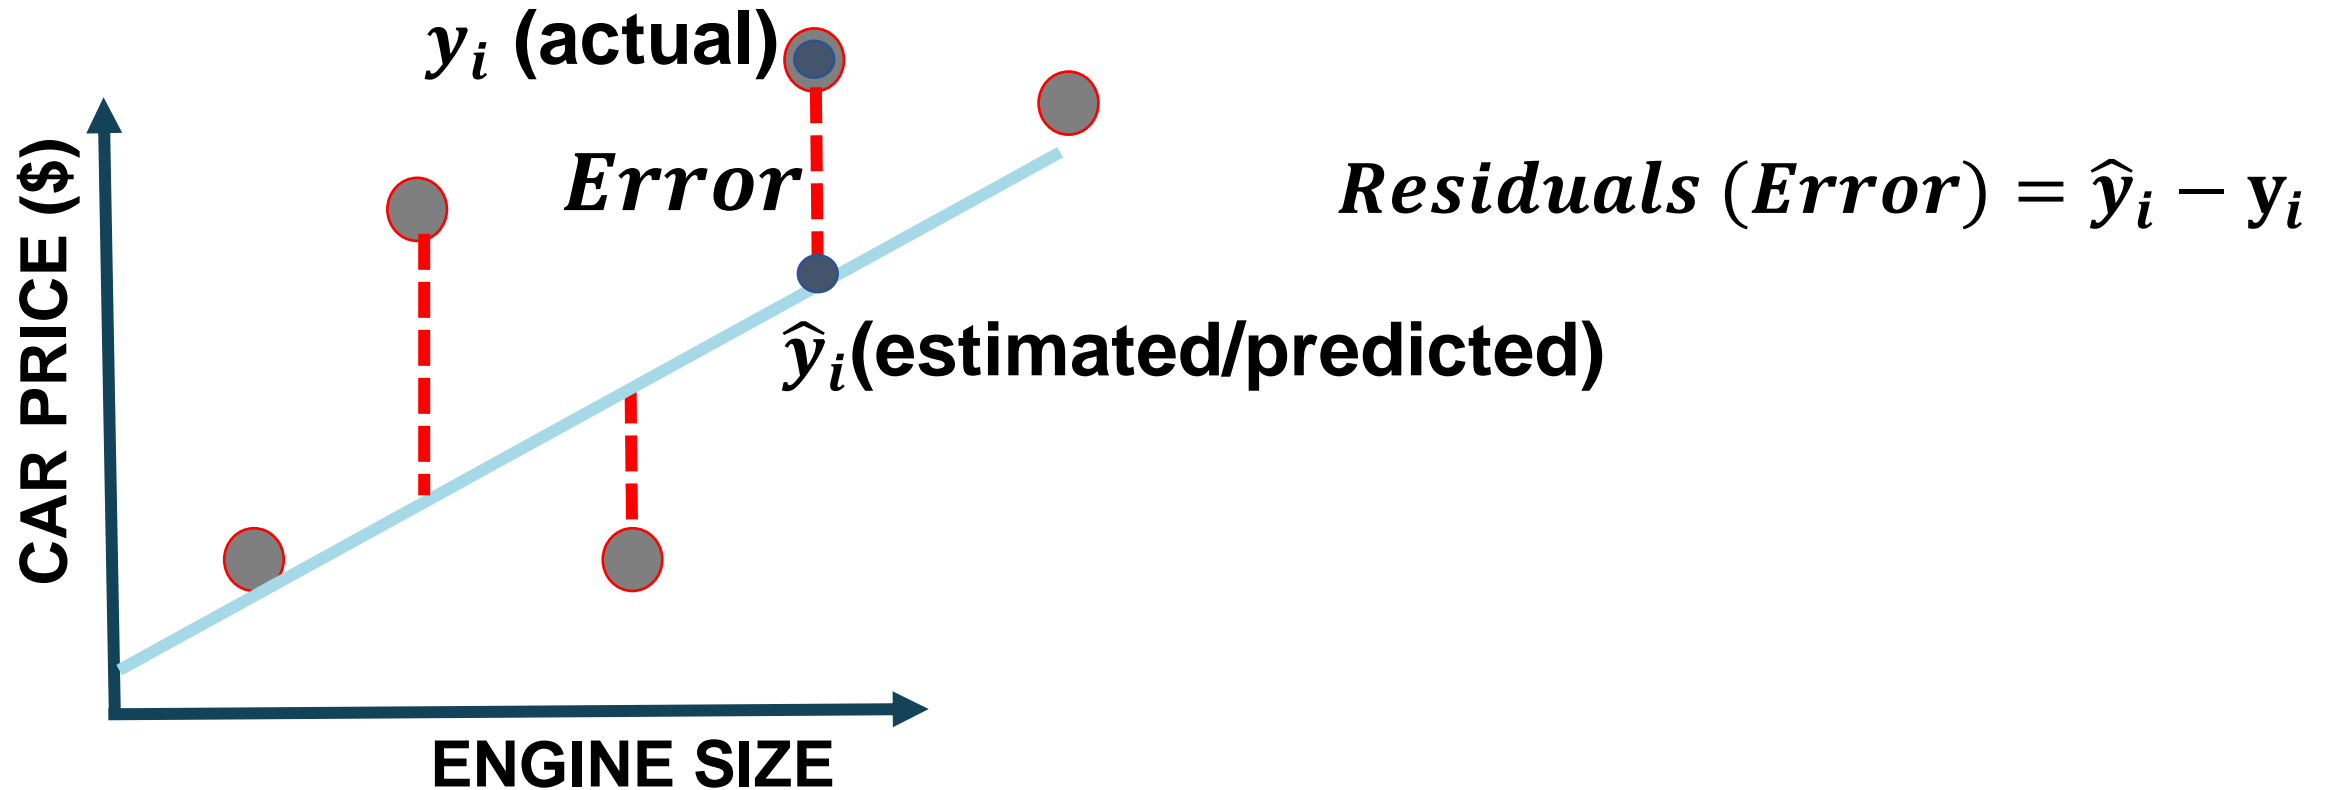 yᵢ (actual)
Error
Residuals (Error) = ŷᵢ − yᵢ
ŷᵢ(estimated/predicted)
CAR PRICE ($)
ENGINE SIZE